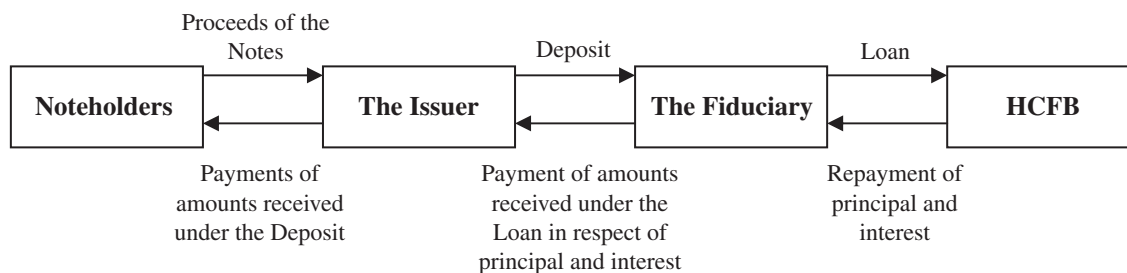 Proceeds of the
Notes
Deposit
Loan
Noteholders
The Issuer
The Fiduciary
HCFB
Payments of
amounts received
under the Deposit
Payment of amounts
received under the
Loan in respect of
principal and interest
Repayment of
principal and
interest